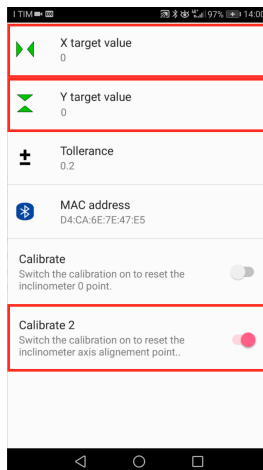 I TIM
97% 14:00
X target value
0
Y target value
0
Tollerance
0.2
MAC address
D4:CA:6E:7E:47:E5
Calibrate
Switch the calibration on to reset the
inclinometer 0 point.
Calibrate 2
Switch the calibration on to reset the
inclinometer axis alignement point..